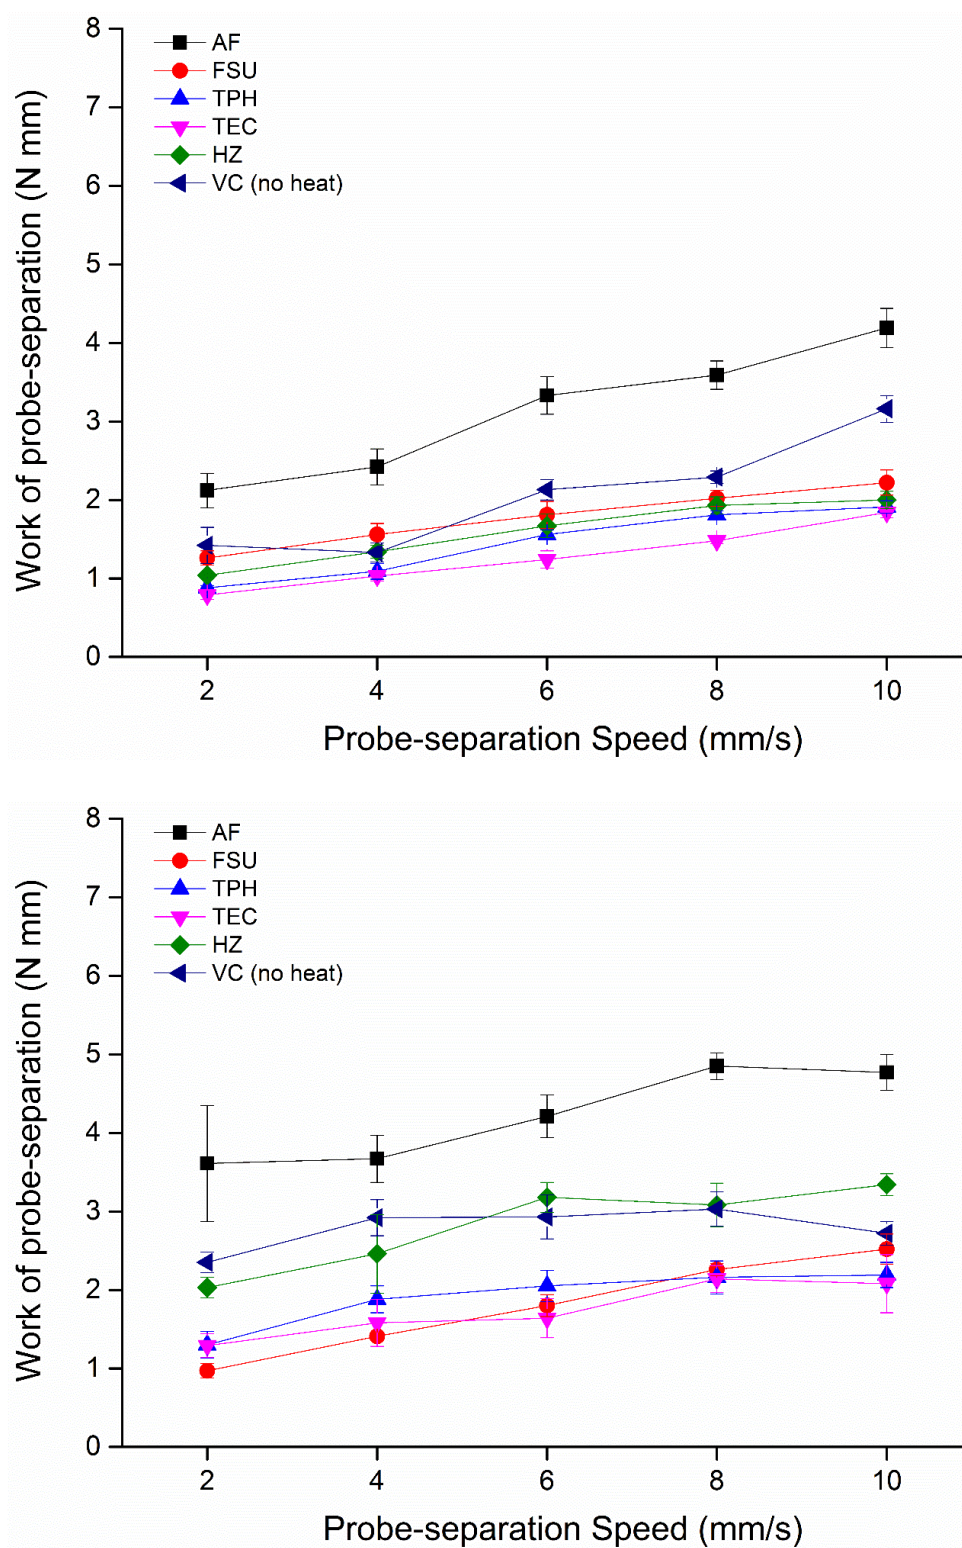 8
7
6
5
4
3
2
1
0
Work of probe-separation (N mm)
AF
FSU
TPH
TEC
HZ
VC (no heat)
2 4 6 8 10
Probe-separation Speed (mm/s)
8
7
6
5
4
3
2
1
0
Work of probe-separation (N mm)
AF
FSU
TPH
TEC
HZ
VC (no heat)
2 4 6 8 10
Probe-separation Speed (mm/s)